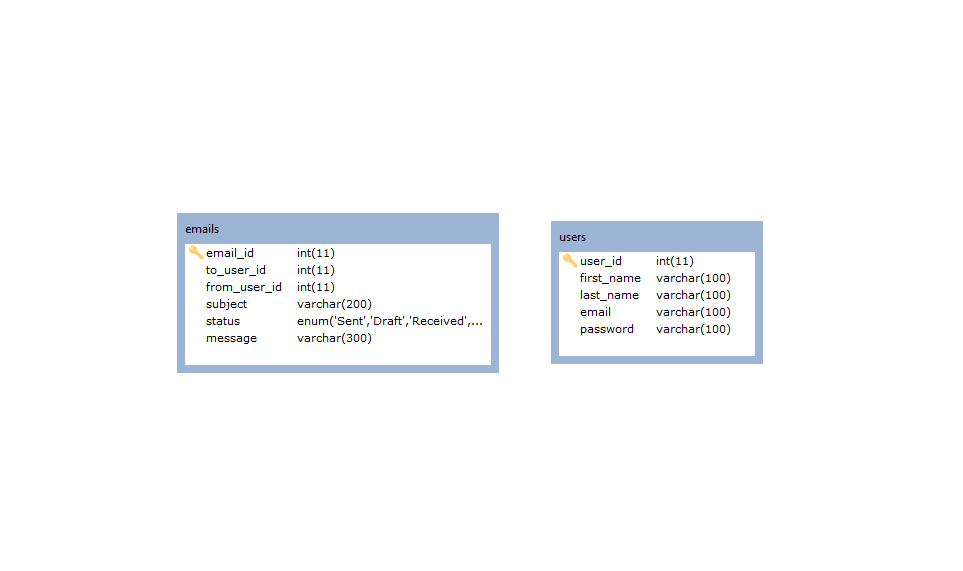 emails
email_id int(11)
to_user_id int(11)
from_user_id int(11)
subject varchar(200)
status enum('Sent','Draft','Received',...
message varchar(300)
users
user_id int(11)
first_name varchar(100)
last_name varchar(100)
email varchar(100)
password varchar(100)